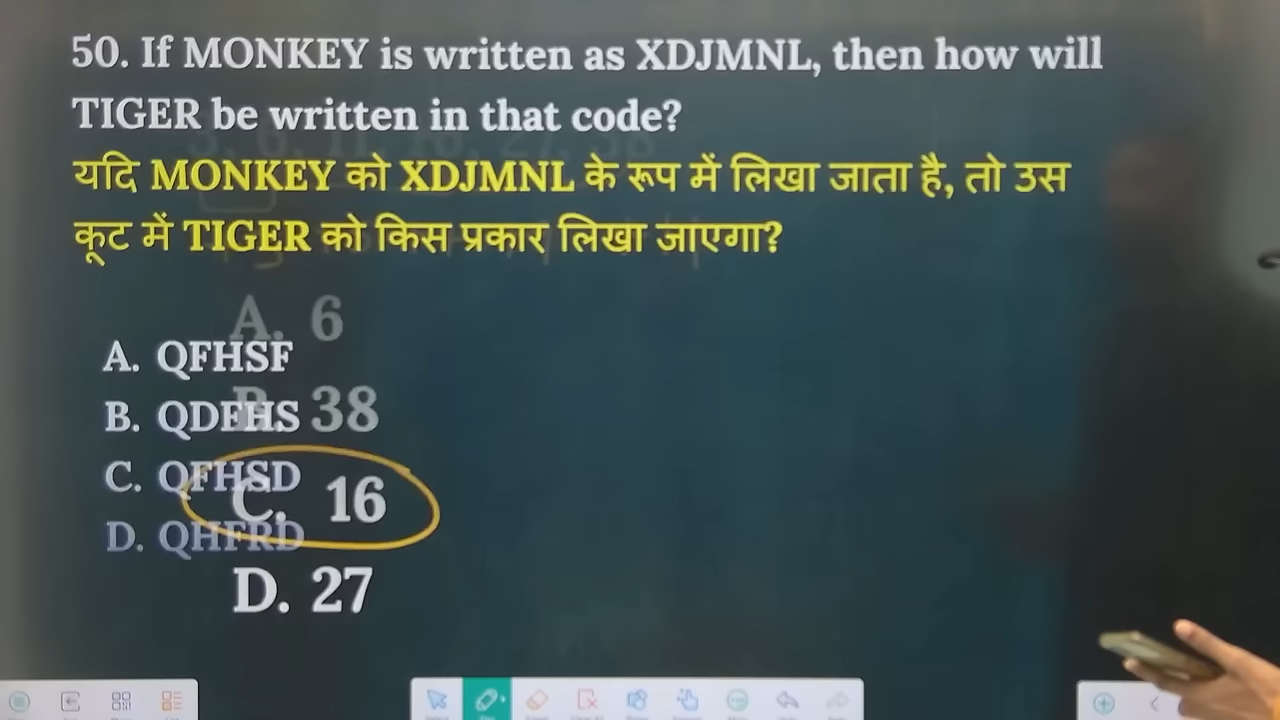 50. If MONKEY is written as XDJMNL, then how will
TIGER be written in that code?
यदि MONKEY को XDJMNL के रूप में लिखा जाता है, तो उस
कूट में TIGER को किस प्रकार लिखा जाएगा?
A. 6
A. QFHSF
B. QDFHS
38
C. QFHSD
C. 16
D. QHFRD
D. 27